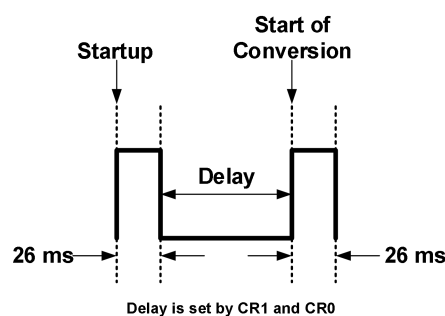 Startup
Start of
Conversion
Delay
26 ms
26 ms
Delay is set by CR1 and CR0